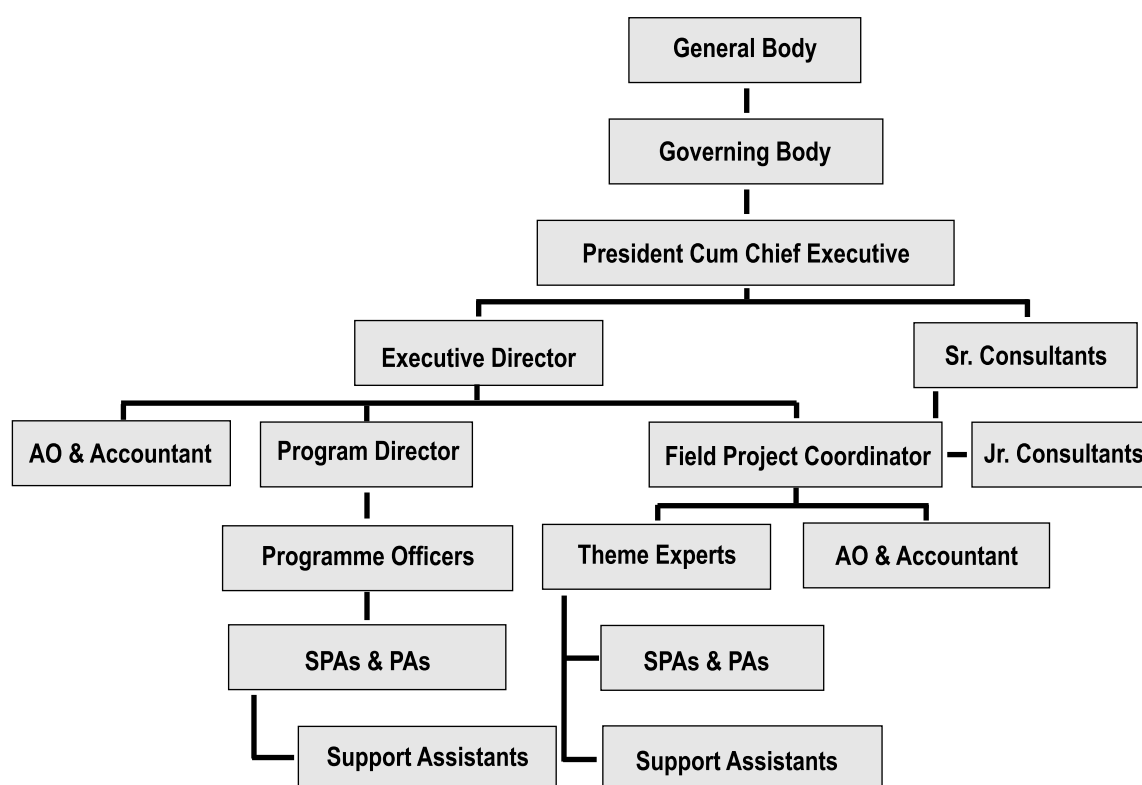 General Body
Governing Body
President Cum Chief Executive
Executive Director
Sr. Consultants
AO & Accountant
Program Director
Field Project Coordinator
Jr. Consultants
Programme Officers
Theme Experts
AO & Accountant
SPAs & PAs
SPAs & PAs
Support Assistants
Support Assistants